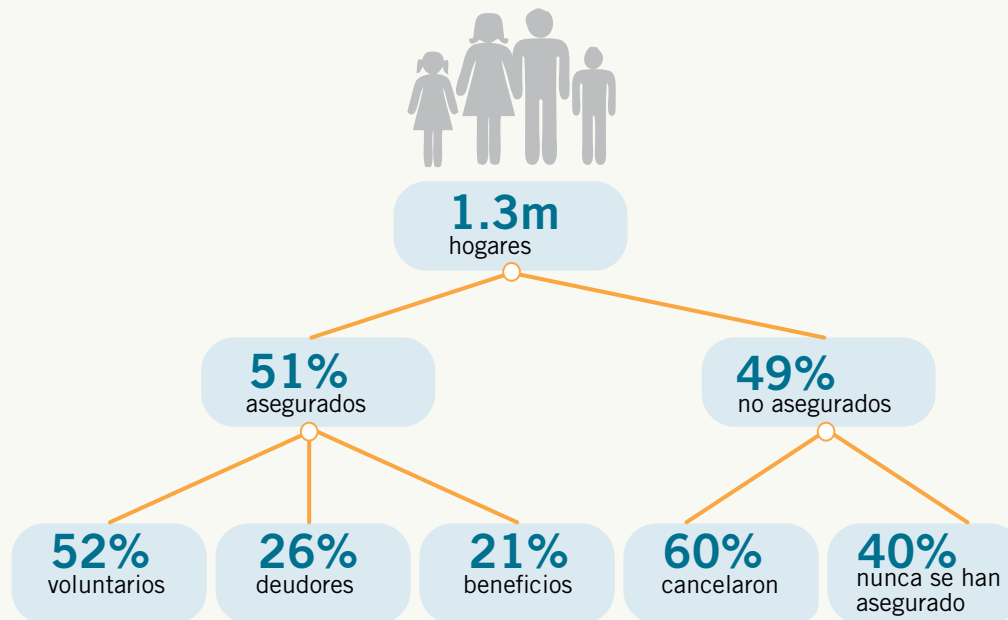 1.3m
hogares
51%
asegurados
49%
no asegurados
52%
voluntarios
26%
deudores
21%
beneficios
60%
cancelaron
40%
nunca se han
asegurado